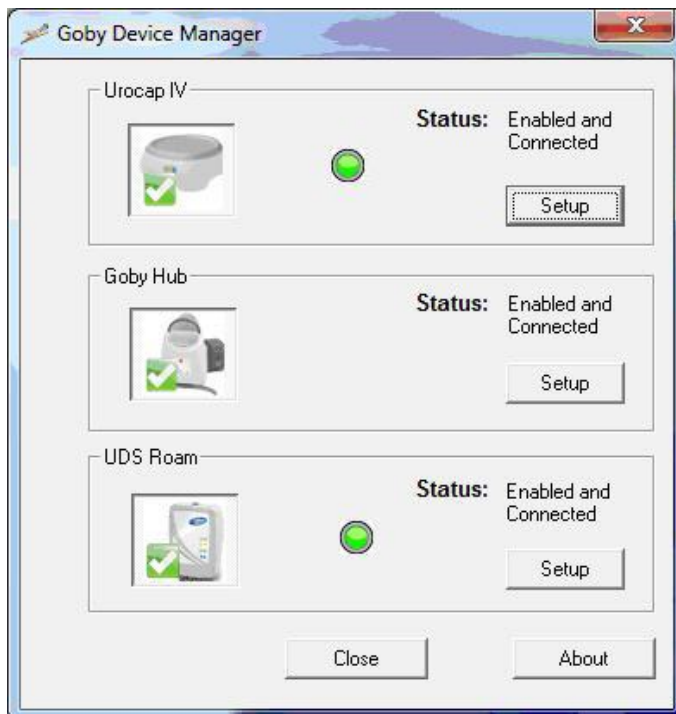 Goby Device Manager
Urocap IV
Status: Enabled and
Connected
Setup
Goby Hub
Status: Enabled and
Connected
Setup
UDS Roam
Status: Enabled and
Connected
Setup
Close About